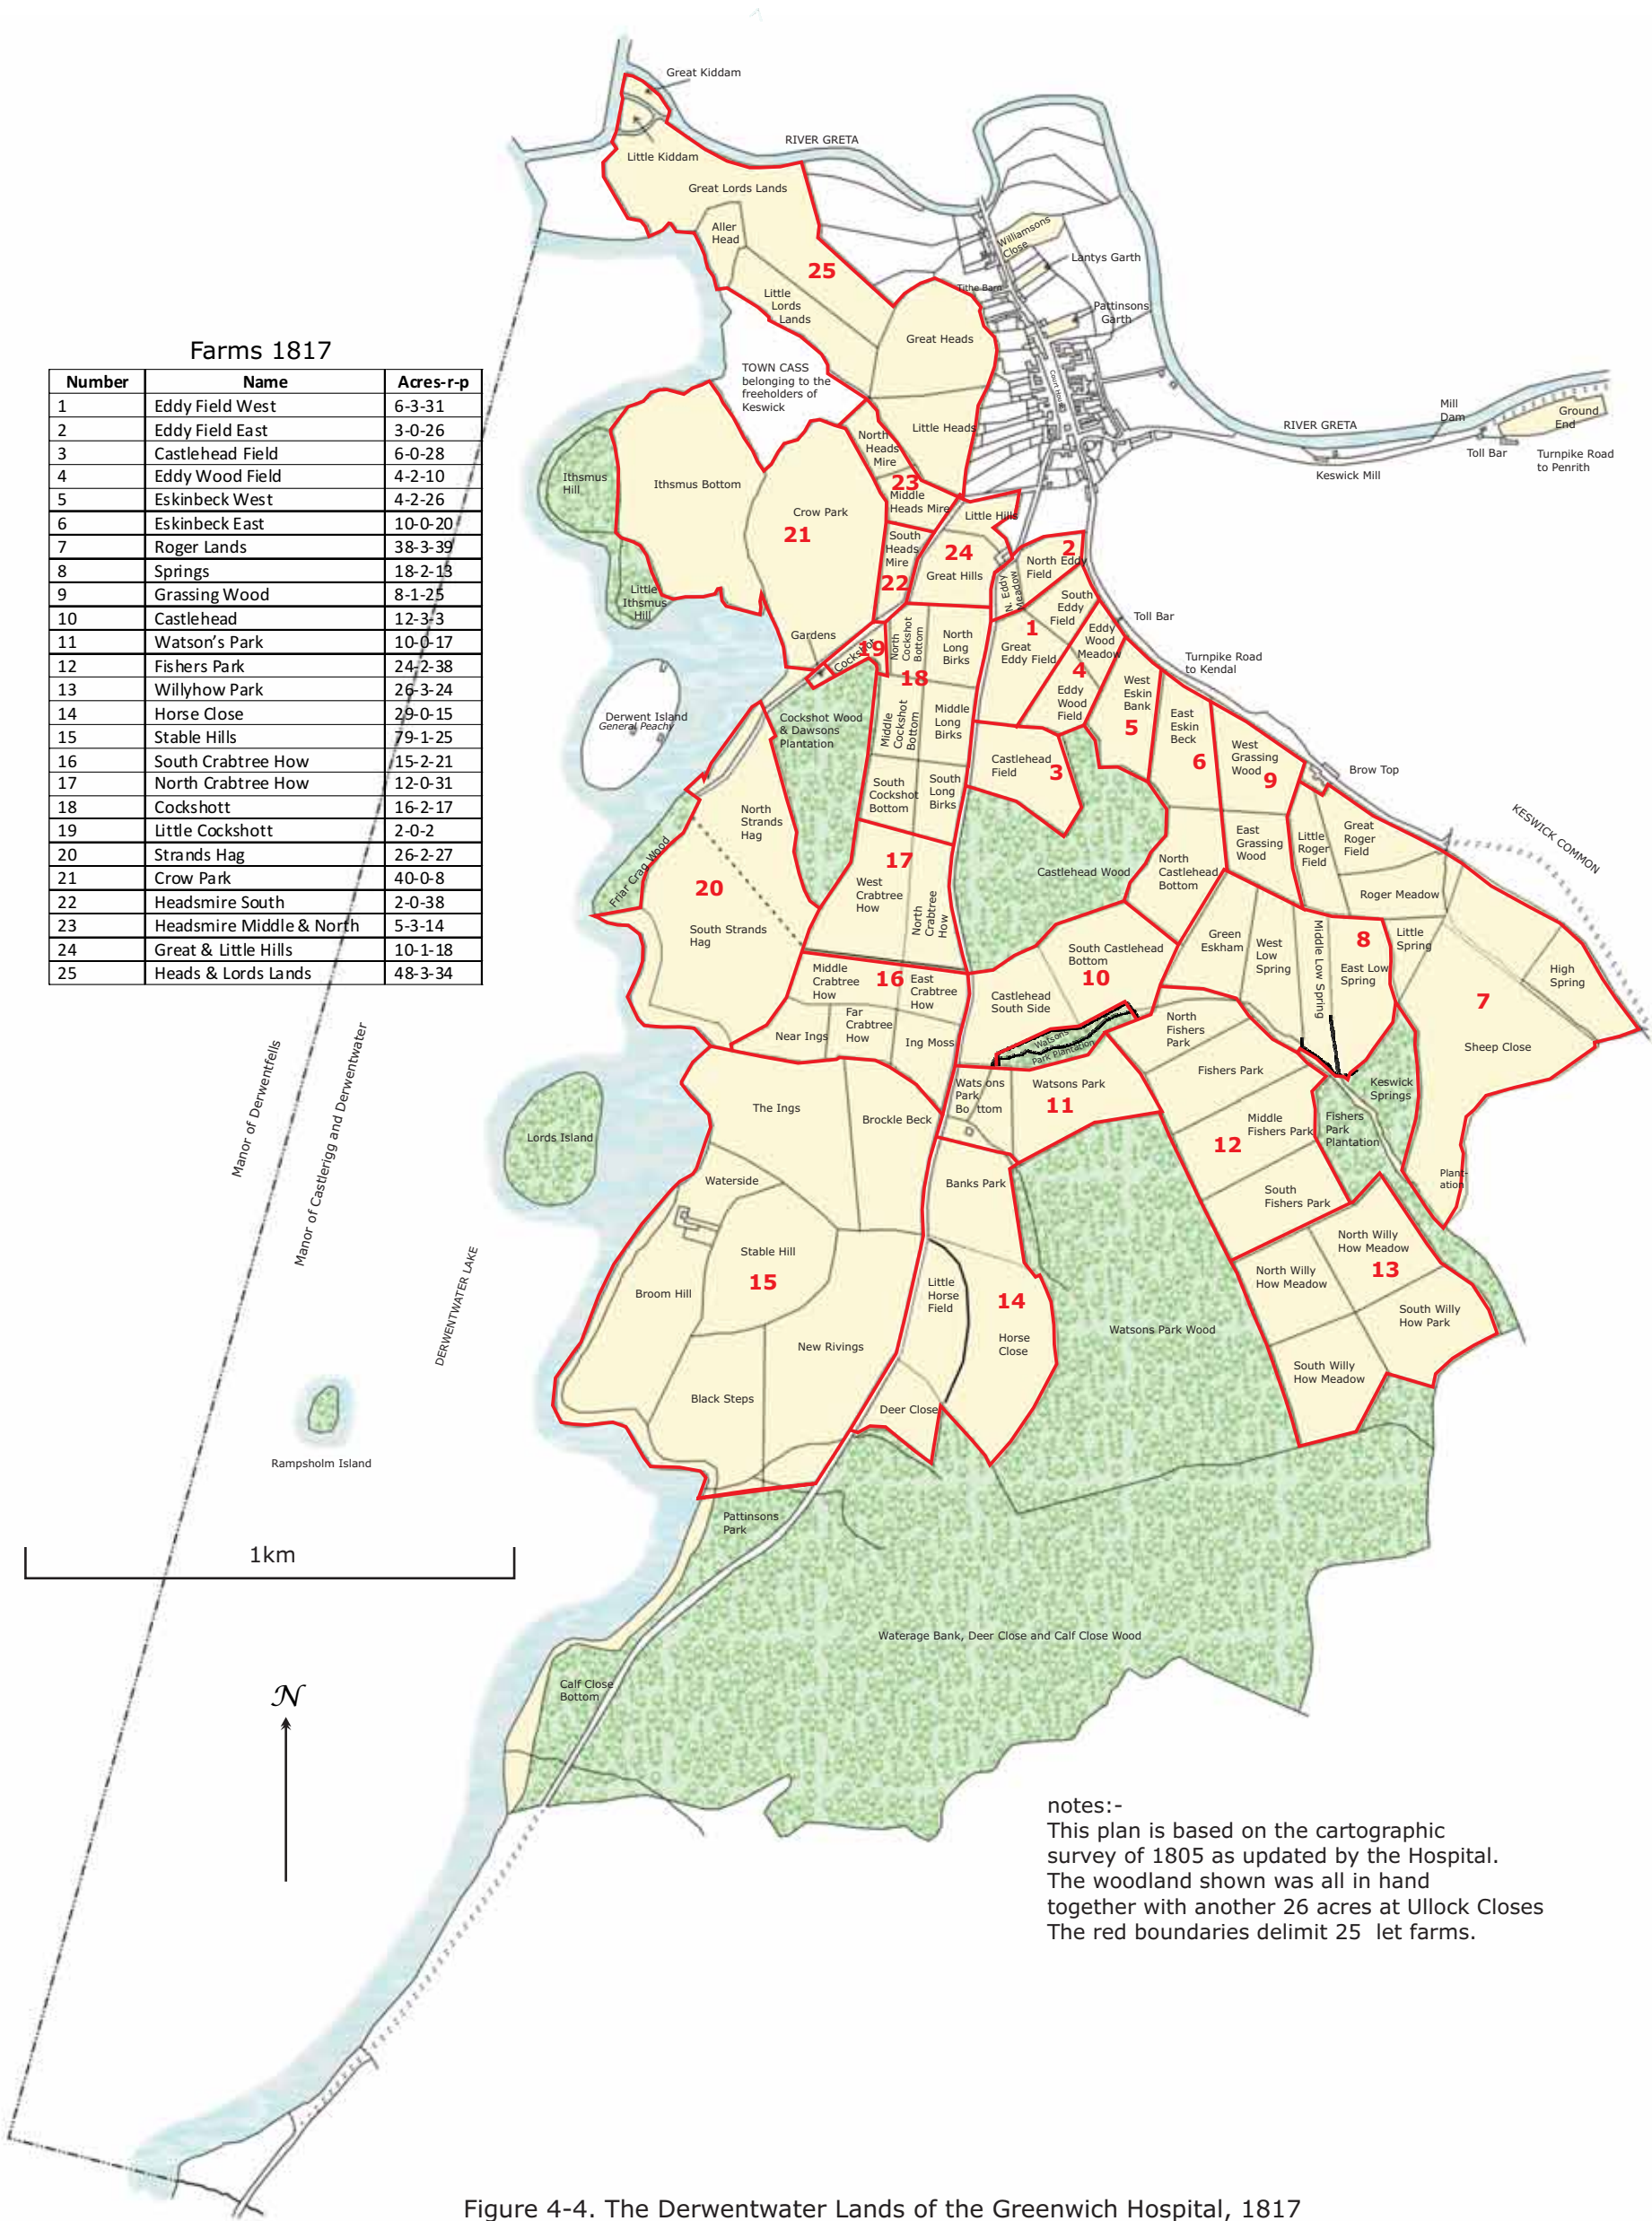 Great Kiddam
RIVER GRETA
Little Kiddam
Great Lords Lands
Aller
Head
25
Little
Lords
Lands
Great Heads
Williamsons
Close
Lantys Garth
Tithe Barn
Pattinsons
Garth
Court House
TOWN CASS
belonging to the
freeholders of
Keswick
Little Heads
North
Heads
Mire
23
Middle
Heads Mire
RIVER GRETA
Mill
Dam
Ground
End
Toll Bar
Turnpike Road
to Penrith
Keswick Mill
Farms 1817
Number Name Acres-r-p
1 Eddy Field West 6-3-31
2 Eddy Field East 3-0-26
3 Castlehead Field 6-0-28
4 Eddy Wood Field 4-2-10
5 Eskinbeck West 4-2-26
6 Eskinbeck East 10-0-20
7 Roger Lands 38-3-39
8 Springs 18-2-13
9 Grassing Wood 8-1-25
10 Castlehead 12-3-3
11 Watson's Park 10-0-17
12 Fishers Park 24-2-38
13 Willyhow Park 26-3-24
14 Horse Close 29-0-15
15 Stable Hills 79-1-25
16 South Crabtree How 15-2-21
17 North Crabtree How 12-0-31
18 Cockshott 16-2-17
19 Little Cockshott 2-0-2
20 Strands Hag 26-2-27
21 Crow Park 40-0-8
22 Headsmire South 2-0-38
23 Headsmire Middle & North 5-3-14
24 Great & Little Hills 10-1-18
25 Heads & Lords Lands 48-3-34
Ithsmus
Hill
Ithsmus Bottom
Crow Park
21
Little
Ithsmus
Hill
Gardens
South
Heads
Mire
22
Little Hills
24
Great Hills
2
North Eddy
Field
N. Eddy
Meadow
South
Eddy
Field
1
Great
Eddy Field
Toll Bar
Eddy
Wood
Meadow
4
Eddy
Wood
Field
Turnpike Road
to Kendal
West
Eskin
Bank
5
East
Eskin
Beck
6
West
Grassing
Wood
9
Brow Top
KESWICK COMMON
Cockshot
19
North
Cockshot
Bottom
18
North
Long
Birks
Derwent Island
General Peachy
Cockshot Wood
& Dawsons
Plantation
Middle
Cockshot
Bottom
Middle
Long
Birks
Castlehead
Field
3
South
Cockshot
Bottom
South
Long
Birks
North
Strands
Hag
Friar Crag Wood
20
South Strands
Hag
17
West
Crabtree
How
North
Crabtree
How
Castlehead Wood
North
Castlehead
Bottom
East
Grassing
Wood
Little
Roger
Field
Great
Roger
Field
Roger Meadow
Green
Eskham
West
Low
Spring
Middle Low Spring
8
East Low
Spring
Little
Spring
High
Spring
7
Sheep Close
South Castlehead
Bottom
10
Castlehead
South Side
Middle
Crabtree
How
16
East
Crabtree
How
Far
Crabtree
How
Near Ings
Ing Moss
Watsons
Park Plantation
North
Fishers
Park
Fishers Park
Keswick
Springs
Fishers
Park
Plantation
Middle
Fishers Park
12
South
Fishers Park
Plant-
ation
Watsons
Park
Bottom
Watsons Park
11
The Ings
Brockle Beck
Lords Island
Manor of Derwentfells
Manor of Castlerigg and Derwentwater
DERWENTWATER LAKE
Waterside
Banks Park
Stable Hill
15
Broom Hill
New Rivings
Black Steps
Little
Horse
Field
14
Horse
Close
Deer Close
Watsons Park Wood
North Willy
How Meadow
13
North Willy
How Meadow
South Willy
How Park
South Willy
How Meadow
Rampsholm Island
Pattinsons
Park
1km
Waterage Bank, Deer Close and Calf Close Wood
Calf Close
Bottom
N
notes:-
This plan is based on the cartographic
survey of 1805 as updated by the Hospital.
The woodland shown was all in hand
together with another 26 acres at Ullock Closes
The red boundaries delimit 25 let farms.
Figure 4-4. The Derwentwater Lands of the Greenwich Hospital, 1817